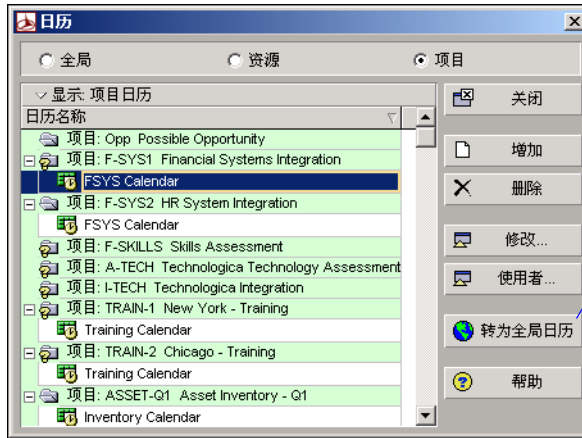 日历
全局
资源
项目
显示: 项目日历
日历名称
项目: Opp Possible Opportunity
项目: F-SYS1 Financial Systems Integration
FSYS Calendar
项目: F-SYS2 HR System Integration
FSYS Calendar
项目: F-SKILLS Skills Assessment
项目: A-TECH Technologica Technology Assessment
项目: I-TECH Technologica Integration
项目: TRAIN-1 New York - Training
Training Calendar
项目: TRAIN-2 Chicago - Training
Training Calendar
项目: ASSET-Q1 Asset Inventory - Q1
Inventory Calendar
关闭
增加
删除
修改...
使用者...
转为全局日历
帮助